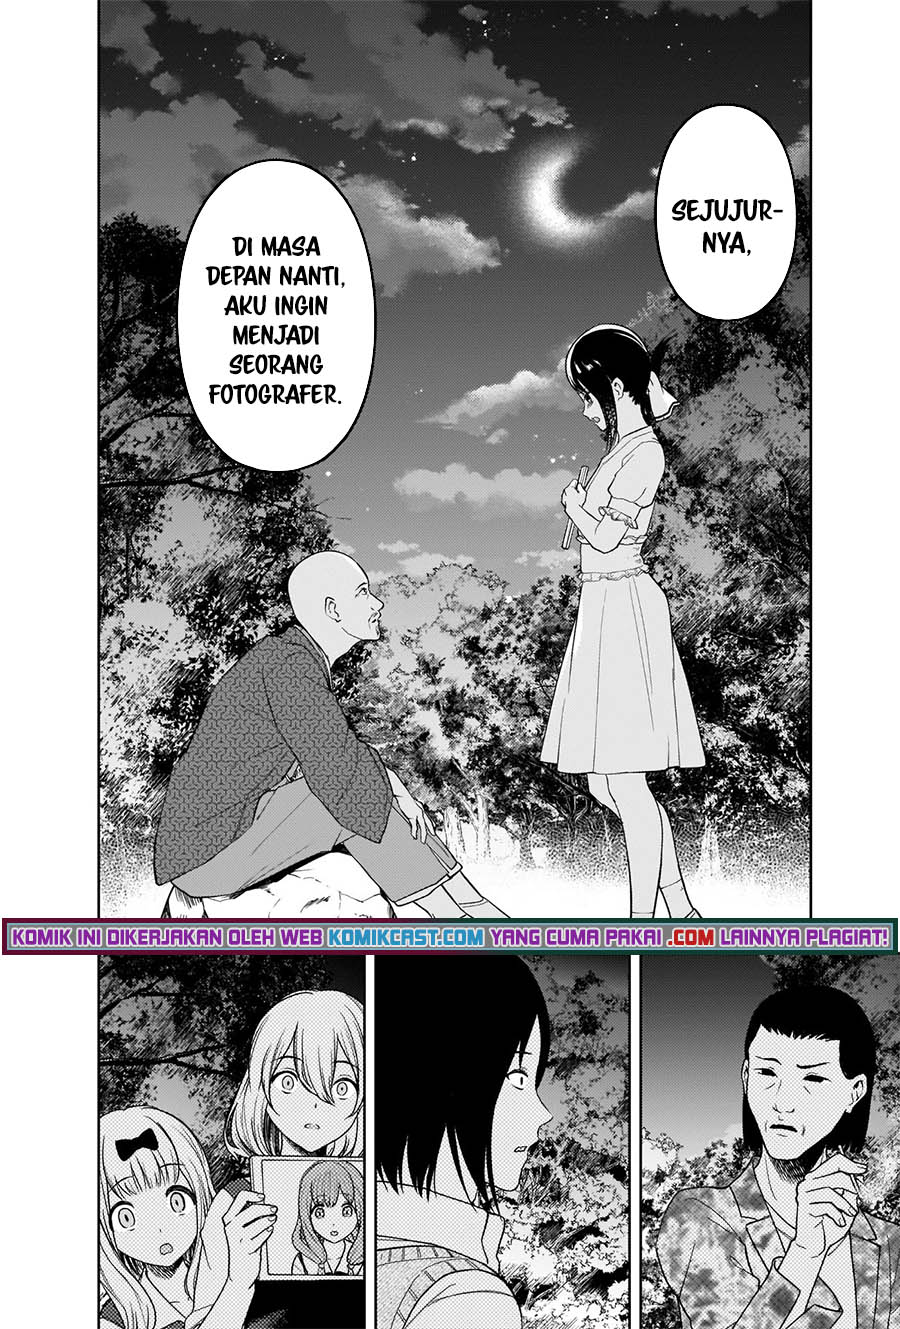 SEJUJUR-
NYA,
DI MASA
DEPAN NANTI,
AKU INGIN
MENJADI
SEORANG
FOTOGRAFER.
KOMIK INI DIKERJAKAN OLEH WEB KOMIKCAST.COM YANG CUMA PAKAI .COM LAINNYA PLAGIAT!